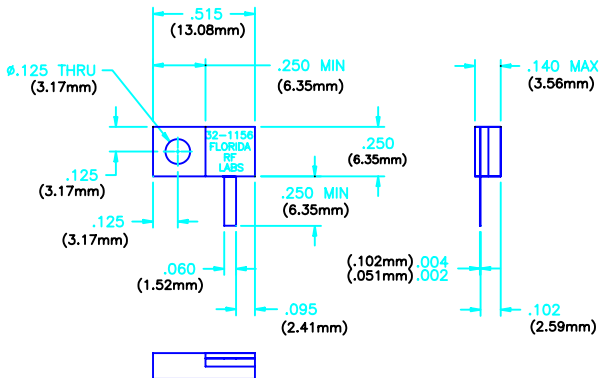 .515
(13.08mm)
ø.125 THRU
(3.17mm)
.250 MIN
(6.35mm)
.140 MAX
(3.56mm)
32-1156
FLORIDA
RF
LABS
.250
(6.35mm)
.125
(3.17mm)
.250 MIN
(6.35mm)
.125
(3.17mm)
.060
(1.52mm)
(.102mm) .004
(.051mm) .002
.095
(2.41mm)
.102
(2.59mm)